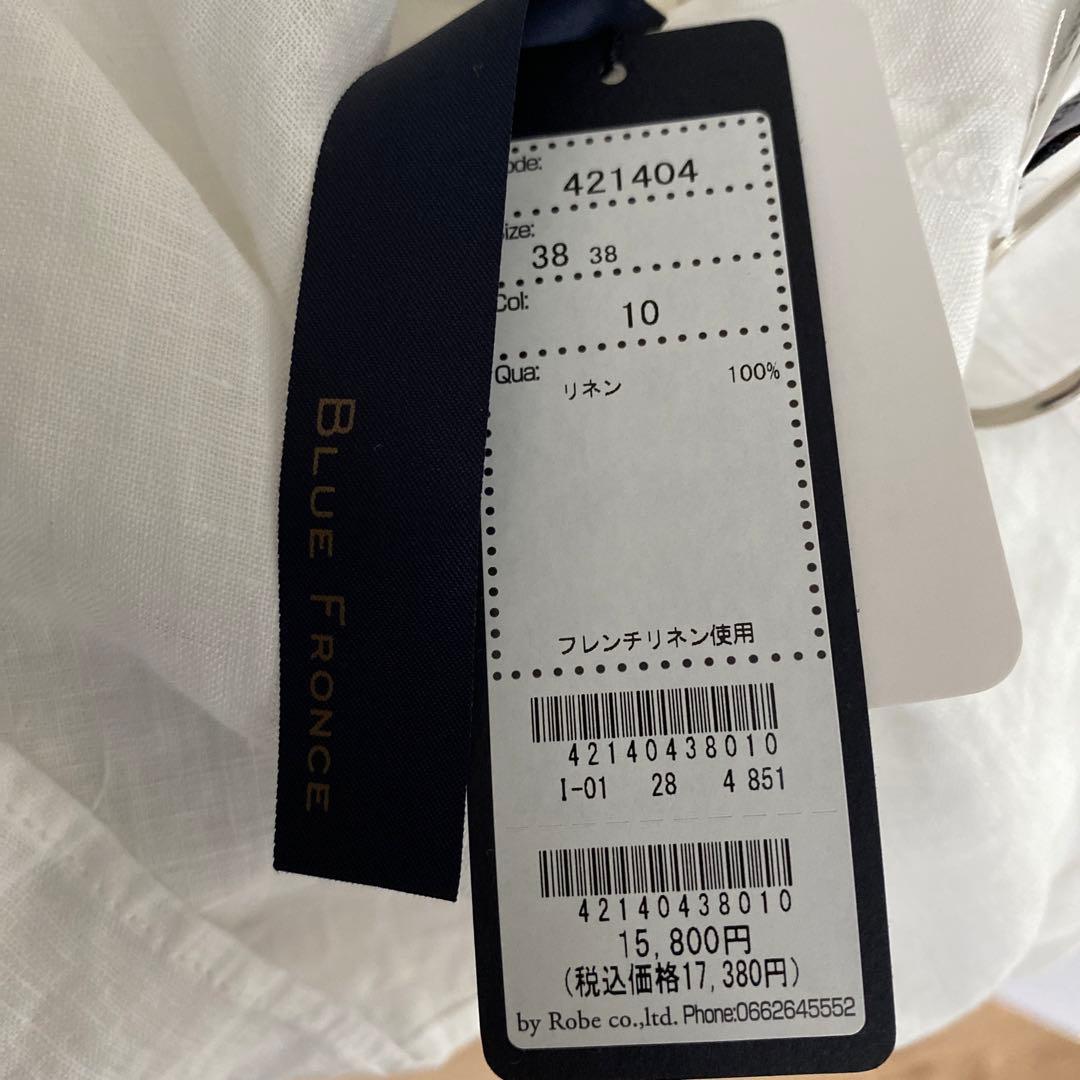 BLUE FRONCE
ode:
421404
ize:
38 38
Col:
10
Qua:
リネン 100%
フレンチリネン使用
42140438010
I-01 28 4 851
42140438010
15,800円
(税込価格17,380円)
by Robe co.,ltd. Phone:0662645552